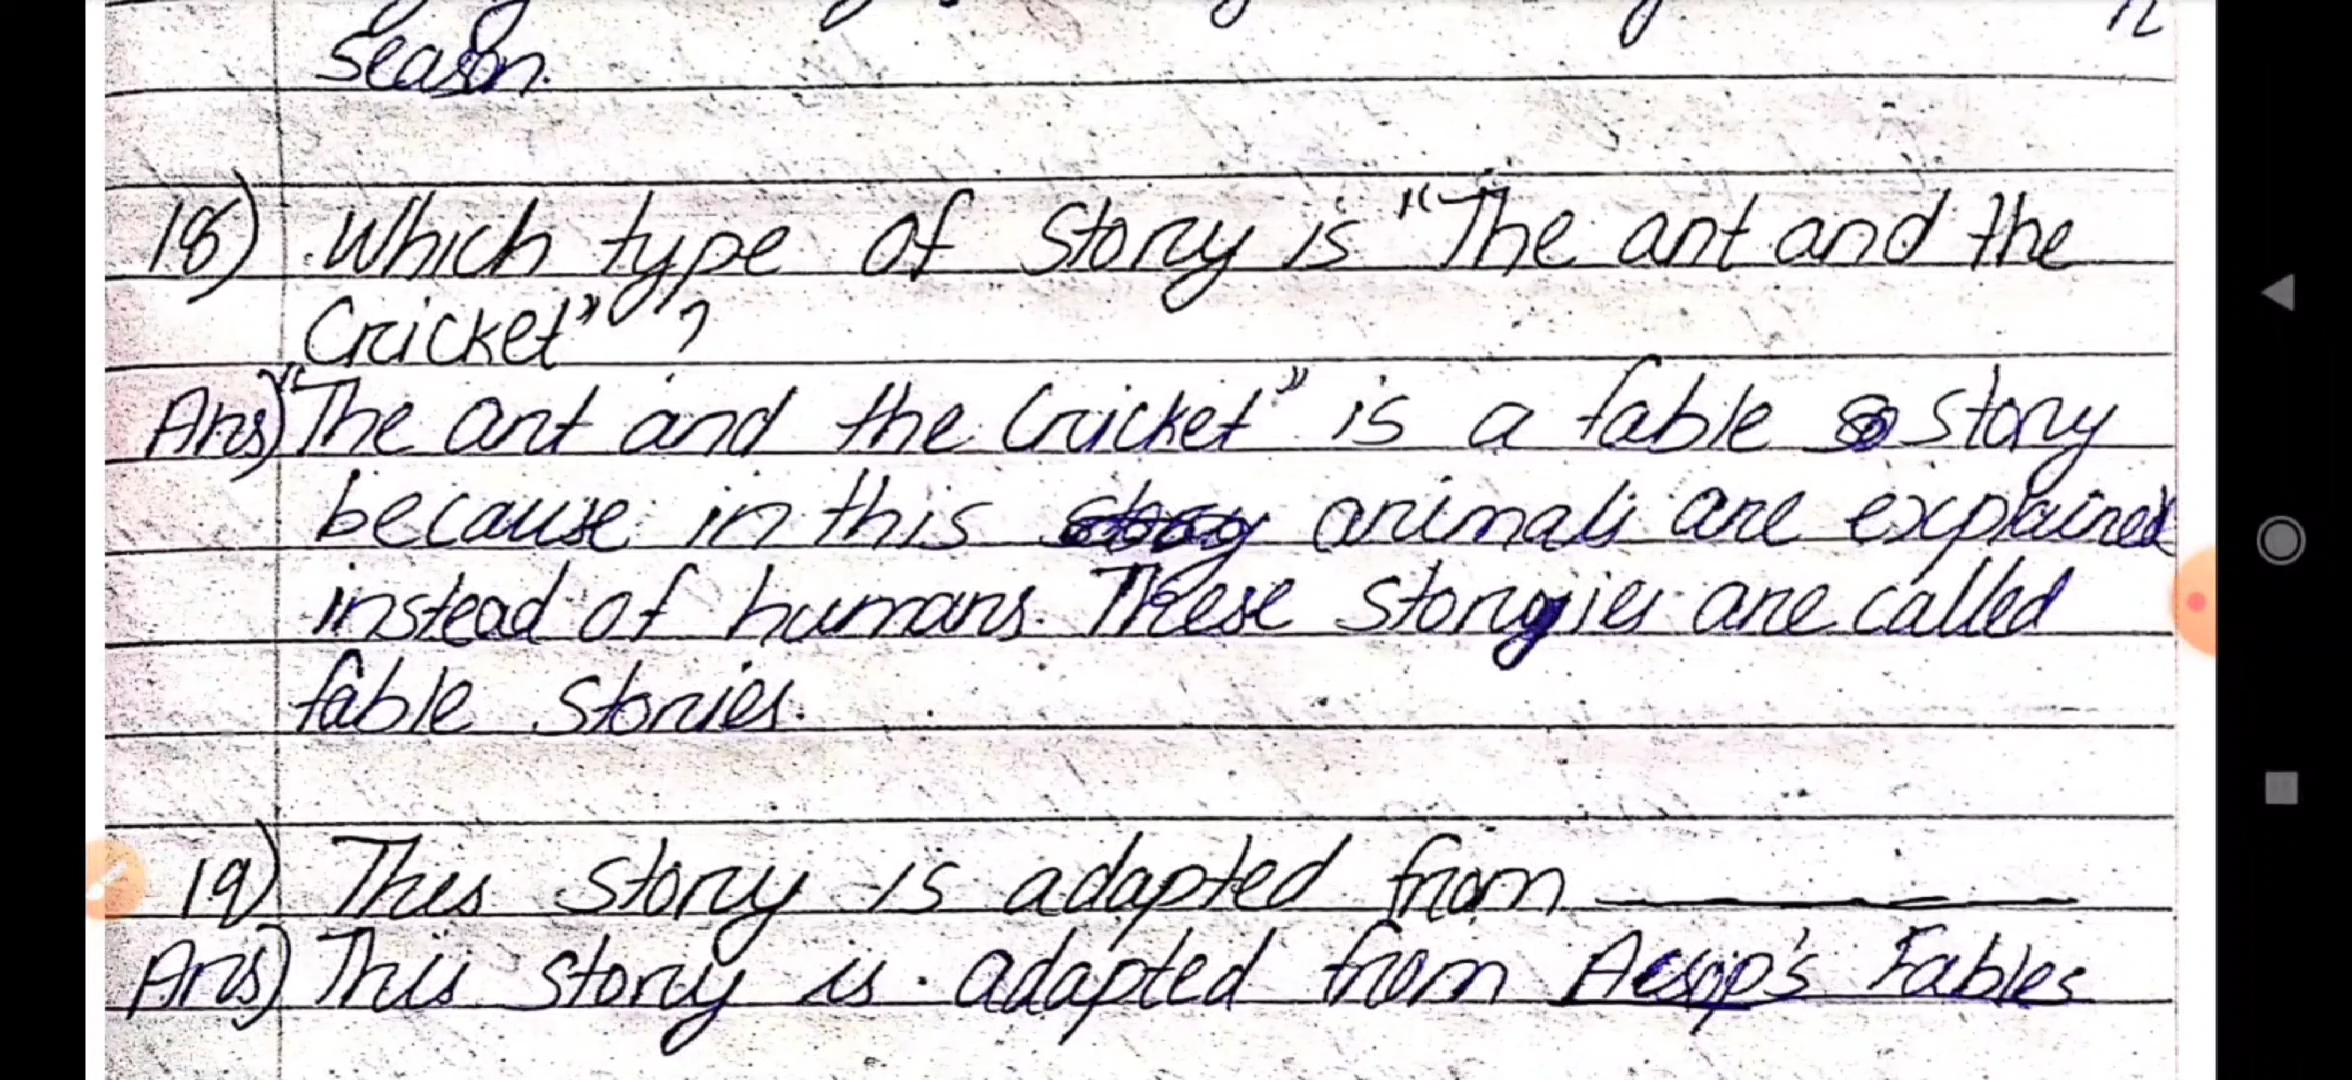 season.
18) Which type of story is "The ant and the
Cricket" ?
Ans) "The ant and the Cricket" is a fable story
because in this animals are explained
instead of humans. These storyies are called
fable stories.
19) This story is adapted from ________
Ans) This story is adapted from Aesop's Fables